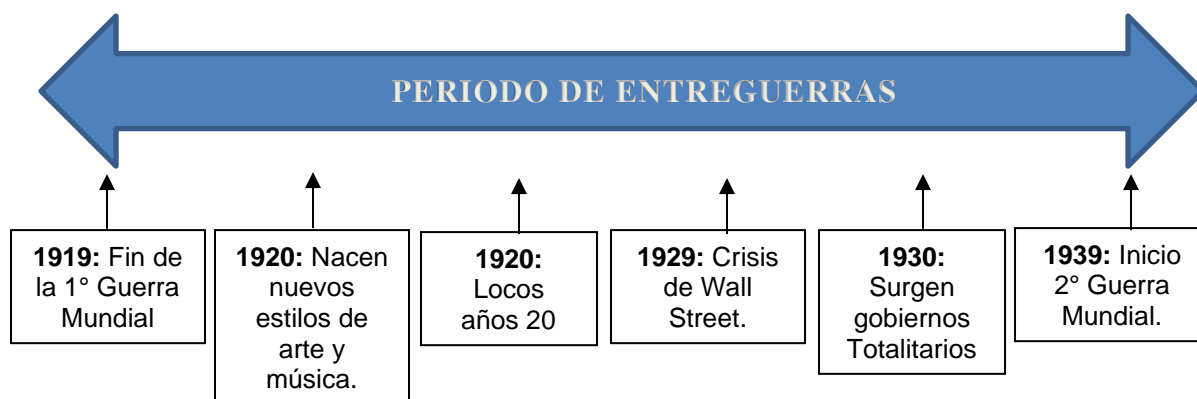 PERIODO DE ENTREGUERRAS
1919: Fin de
la 1° Guerra
Mundial
1920: Nacen
nuevos
estilos de
arte y
música.
1920:
Locos
años 20
1929: Crisis
de Wall
Street.
1930:
Surgen
gobiernos
Totalitarios
1939: Inicio
2° Guerra
Mundial.